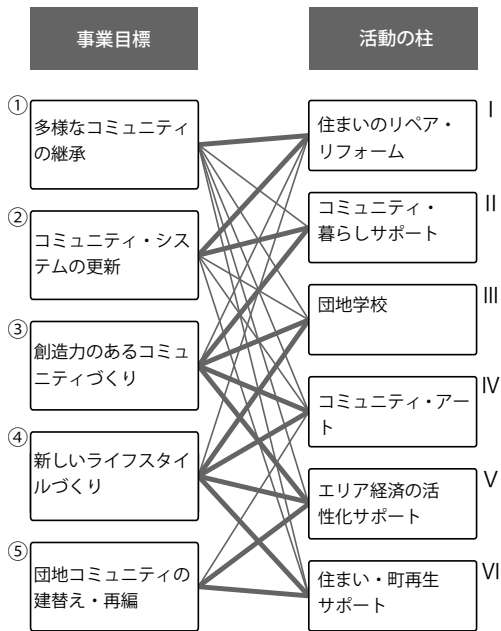 事業目標
活動の柱
①
多様なコミュニティ
の継承
②
コミュニティ・シス
テムの更新
③
創造力のあるコミュ
ニティづくり
④
新しいライフスタイ
ルづくり
⑤
団地コミュニティの
建替え・再編
I
住まいのリペア・
リフォーム
II
コミュニティ・
暮らしサポート
III
団地学校
IV
コミュニティ・アー
ト
V
エリア経済の活
性化サポート
VI
住まい・町再生
サポート